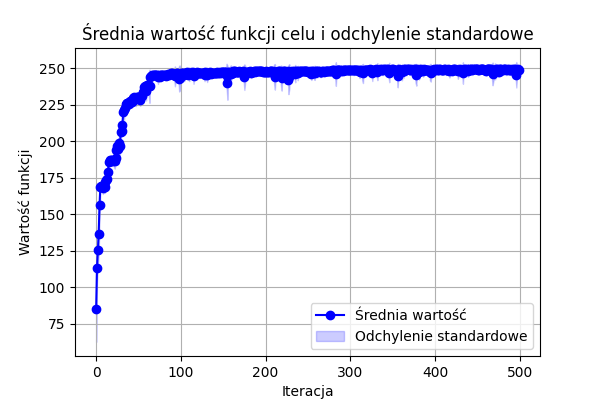 Średnia wartość funkcji celu i odchylenie standardowe
250
225
200
175
150
125
100
75
Wartość funkcji
0 100 200 300 400 500
Iteracja
Średnia wartość
Odchylenie standardowe